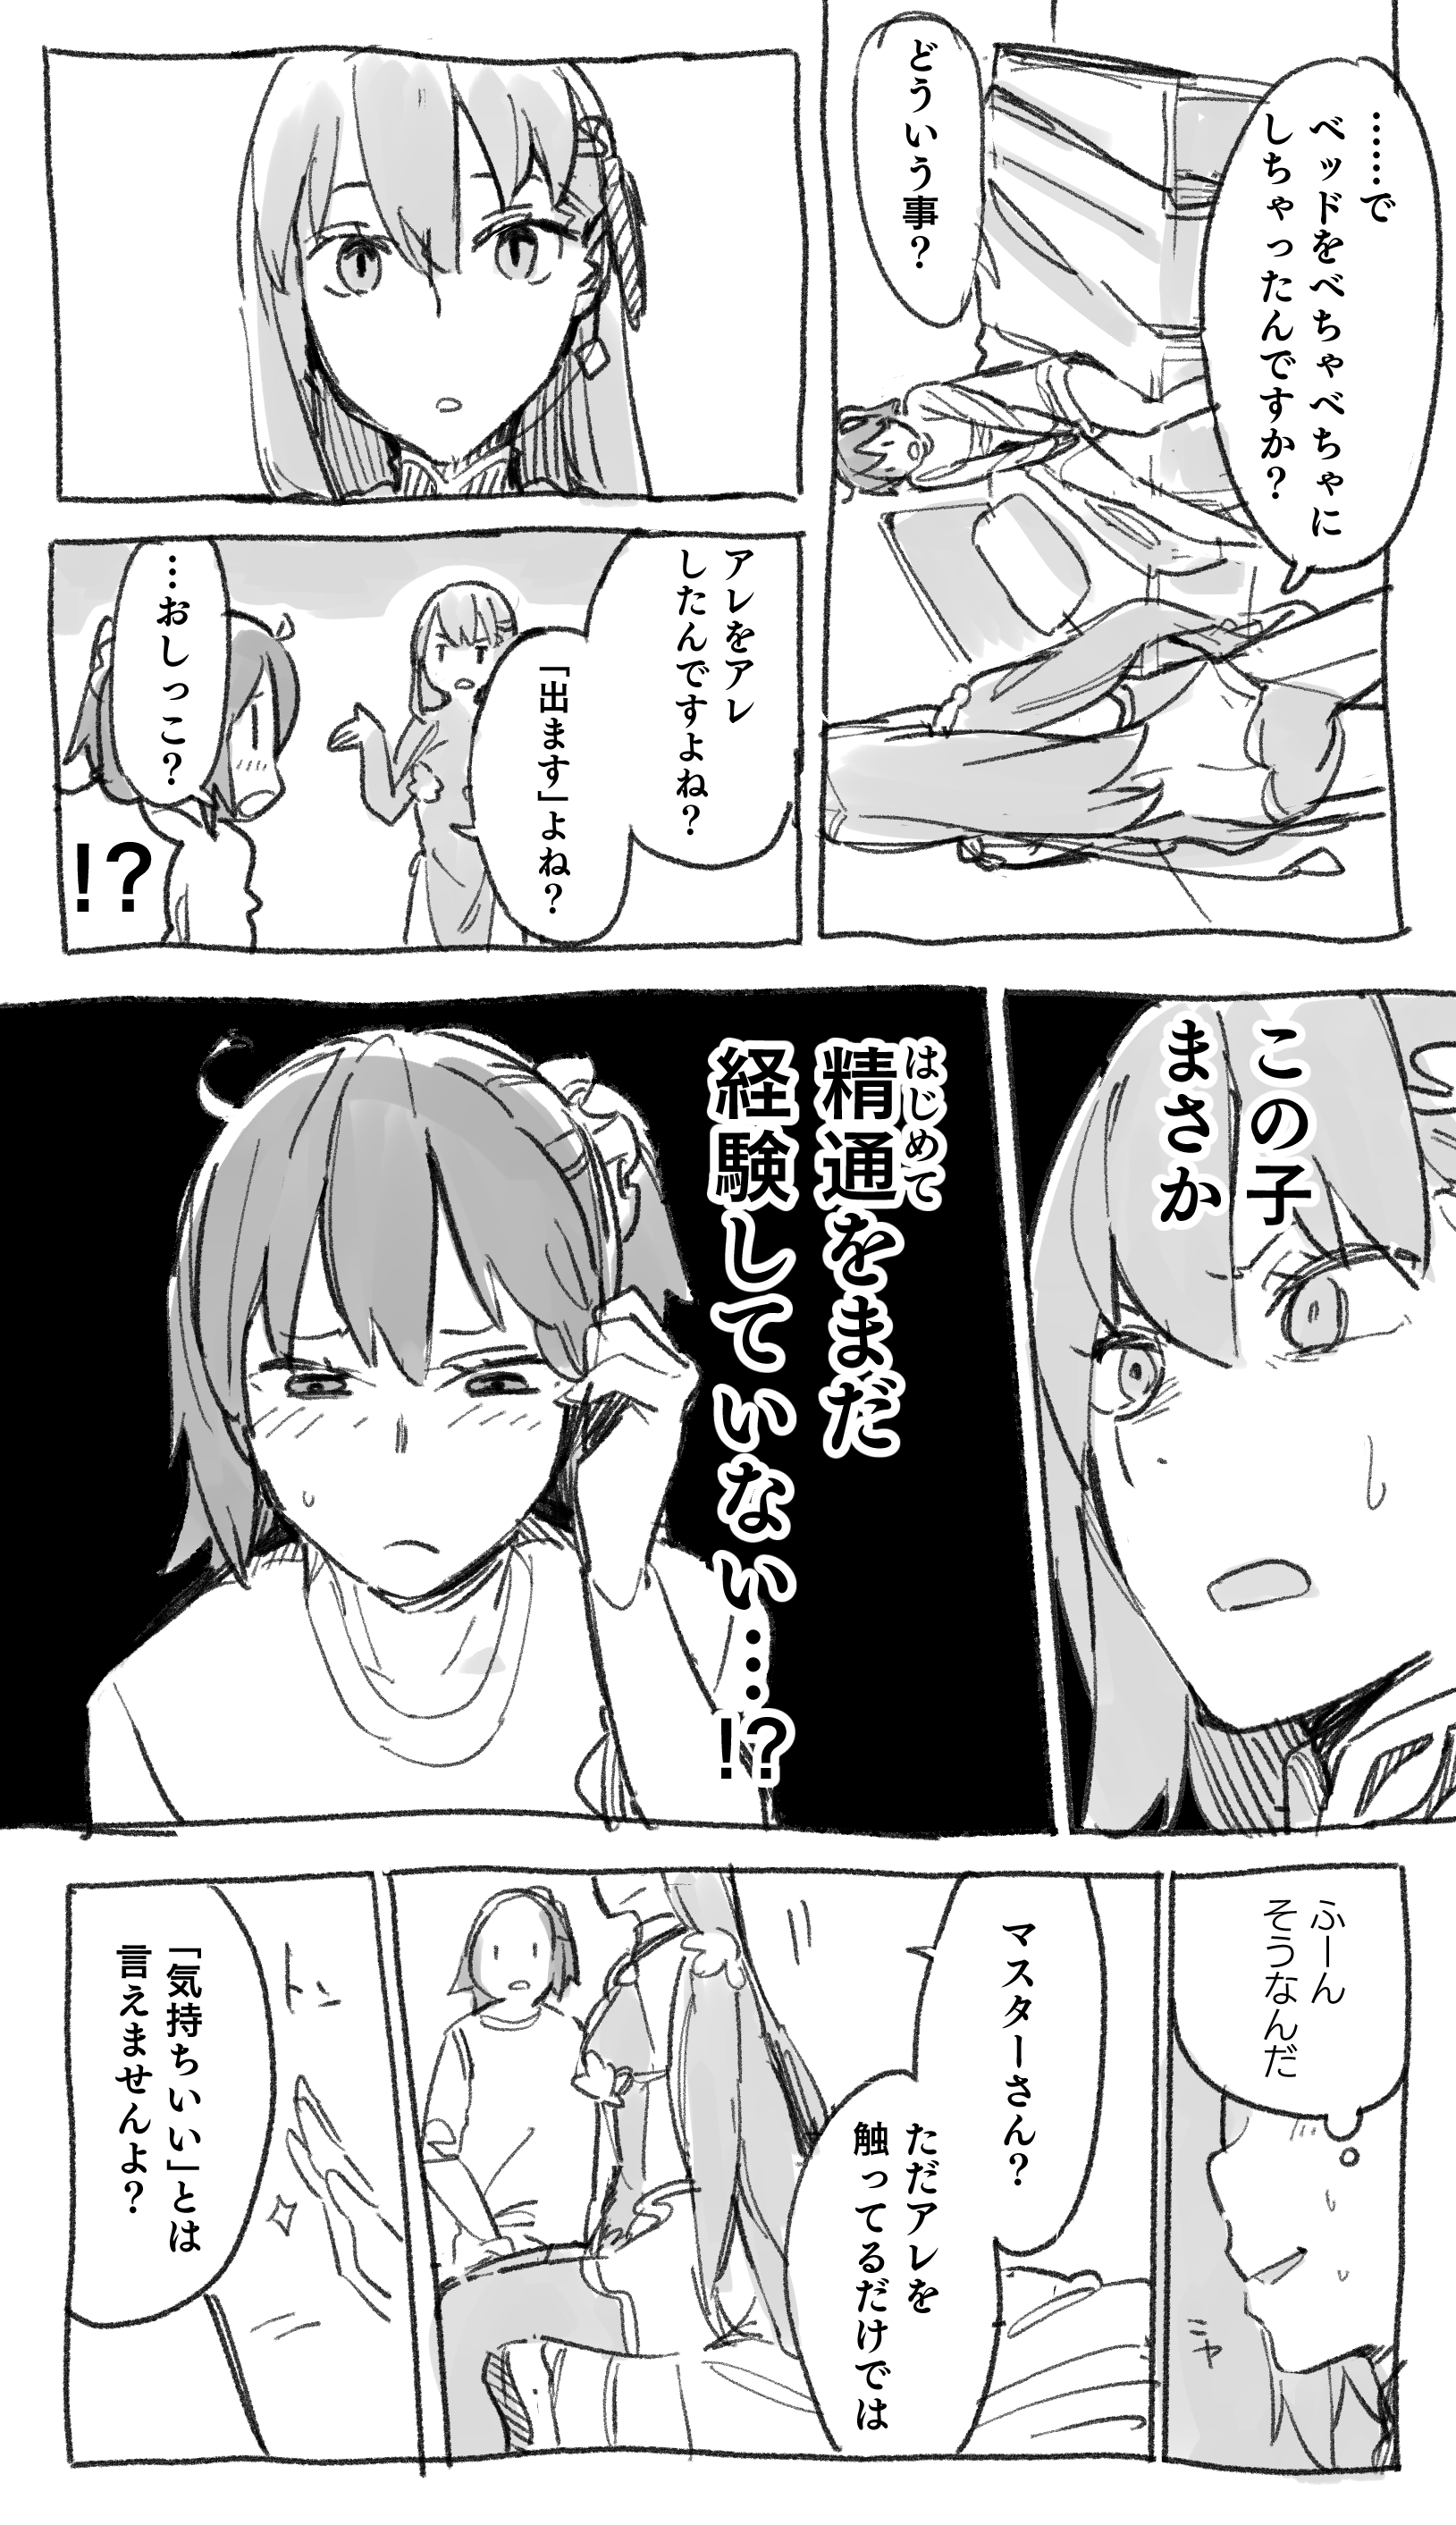 ……で
ベッドをべちゃべちゃに
しちゃったんですか？
どういう事？
アレをアレ
したんですよね？
「出ます」よね？
…おしっこ？
!?
この子
まさか
はじめて
精通をまだ
経験していない…!?
ふーん
そうなんだ
ニャ
マスターさん？
ただアレを
触ってるだけでは
トン
「気持ちいい」とは
言えませんよ？